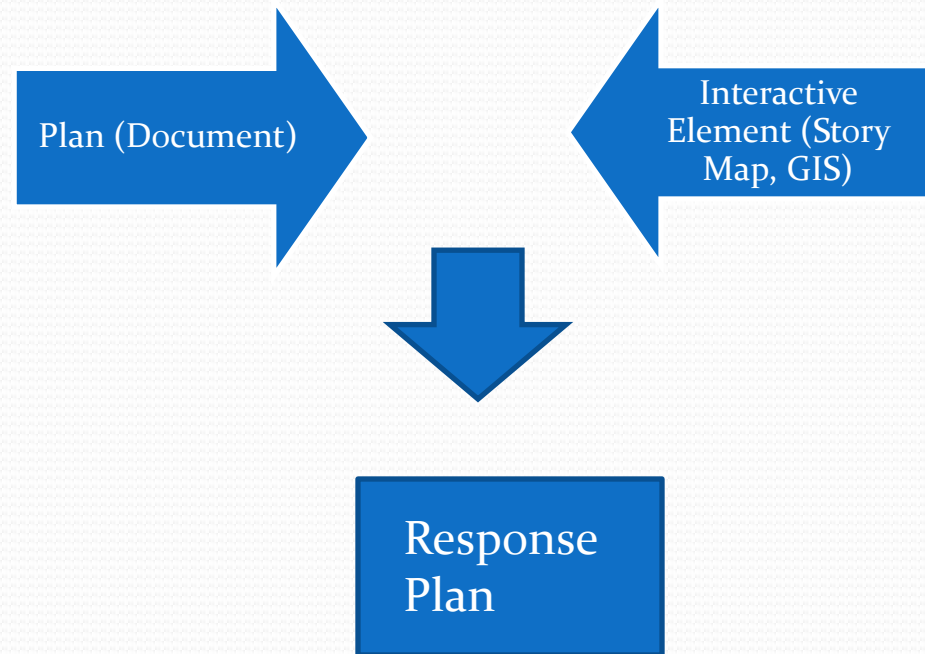 Plan (Document)
Interactive
Element (Story
Map, GIS)
Response
Plan